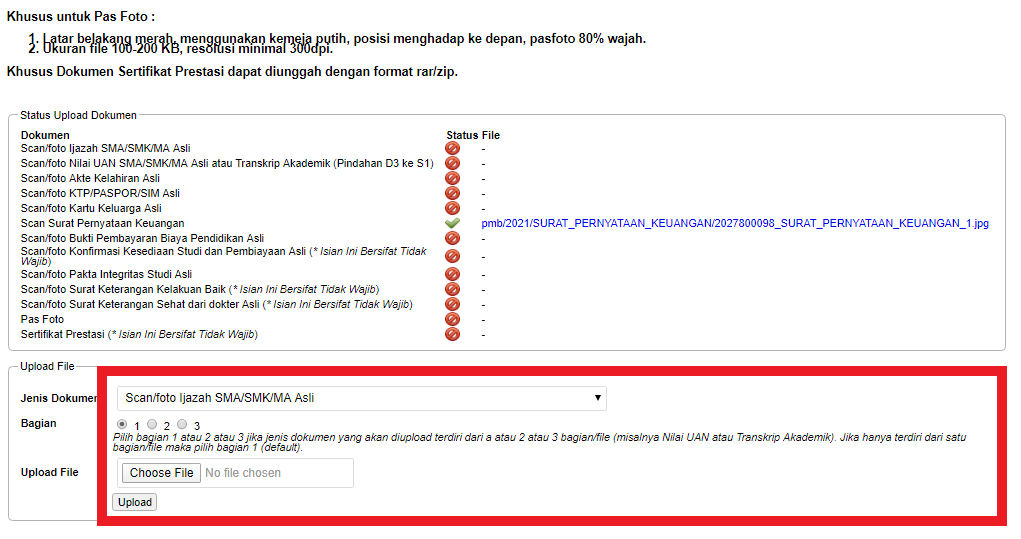 Khusus untuk Pas Foto :
1. Latar belakang merah, menggunakan kemeja putih, posisi menghadap ke depan, pasfoto 80% wajah.
2. Ukuran file 100-200 KB, resolusi minimal 300dpi.
Khusus Dokumen Sertifikat Prestasi dapat diunggah dengan format rar/zip.
Status Upload Dokumen
Dokumen Status File
Scan/foto Ijazah SMA/SMK/MA Asli -
Scan/foto Nilai UAN SMA/SMK/MA Asli atau Transkrip Akademik (Pindahan D3 ke S1) -
Scan/foto Akte Kelahiran Asli -
Scan/foto KTP/PASPOR/SIM Asli -
Scan/foto Kartu Keluarga Asli -
Scan Surat Pernyataan Keuangan pmb/2021/SURAT_PERNYATAAN_KEUANGAN/2027800098_SURAT_PERNYATAAN_KEUANGAN_1.jpg
Scan/foto Bukti Pembayaran Biaya Pendidikan Asli -
Scan/foto Konfirmasi Kesediaan Studi dan Pembiayaan Asli (* Isian Ini Bersifat Tidak -
Wajib)
Scan/foto Pakta Integritas Studi Asli -
Scan/foto Surat Keterangan Kelakuan Baik (* Isian Ini Bersifat Tidak Wajib) -
Scan/foto Surat Keterangan Sehat dari dokter Asli (* Isian Ini Bersifat Tidak Wajib) -
Pas Foto -
Sertifikat Prestasi (* Isian Ini Bersifat Tidak Wajib) -
Upload File
Jenis Dokumen Scan/foto Ijazah SMA/SMK/MA Asli
Bagian 1 2 3
Pilih bagian 1 atau 2 atau 3 jika jenis dokumen yang akan diupload terdiri dari a atau 2 atau 3 bagian/file (misalnya Nilai UAN atau Transkrip Akademik). Jika hanya terdiri dari satu
bagian/file maka pilih bagian 1 (default).
Upload File Choose File No file chosen
Upload